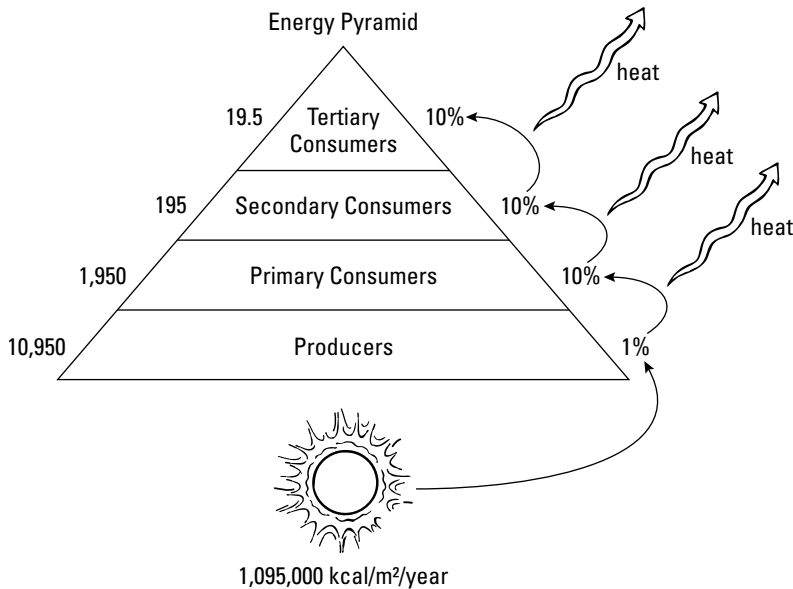 Energy Pyramid
heat
19.5
Tertiary
Consumers
10%
heat
195
Secondary Consumers
10%
heat
1,950
Primary Consumers
10%
10,950
Producers
1%
1,095,000 kcal/m²/year